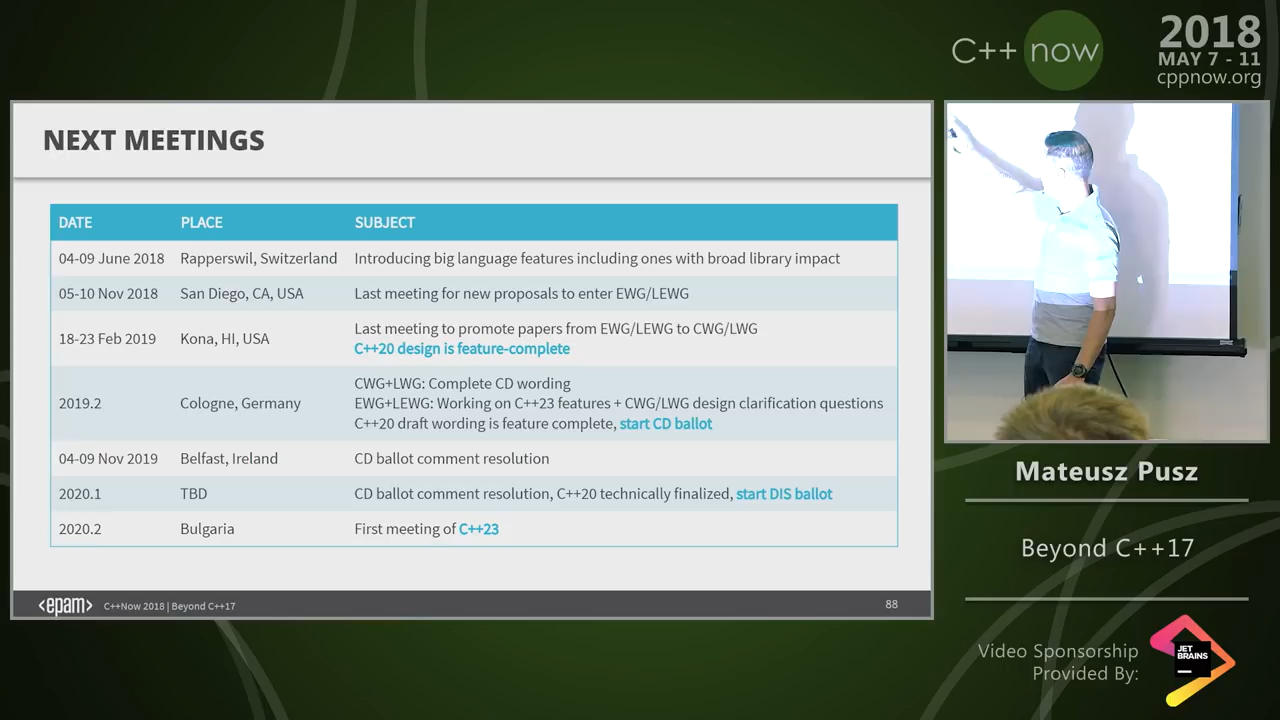 C++ now
2018
MAY 7 - 11
cppnow.org
NEXT MEETINGS
DATE PLACE SUBJECT
04-09 June 2018 Rapperswil, Switzerland Introducing big language features including ones with broad library impact
05-10 Nov 2018 San Diego, CA, USA Last meeting for new proposals to enter EWG/LEWG
18-23 Feb 2019 Kona, HI, USA Last meeting to promote papers from EWG/LEWG to CWG/LWG
C++20 design is feature-complete
2019.2 Cologne, Germany CWG+LWG: Complete CD wording
EWG+LEWG: Working on C++23 features + CWG/LWG design clarification questions
C++20 draft wording is feature complete, start CD ballot
04-09 Nov 2019 Belfast, Ireland CD ballot comment resolution
2020.1 TBD CD ballot comment resolution, C++20 technically finalized, start DIS ballot
2020.2 Bulgaria First meeting of C++23
<epam> C++Now 2018 | Beyond C++17 88
Mateusz Pusz
Beyond C++17
Video Sponsorship
Provided By:
JET
BRAINS